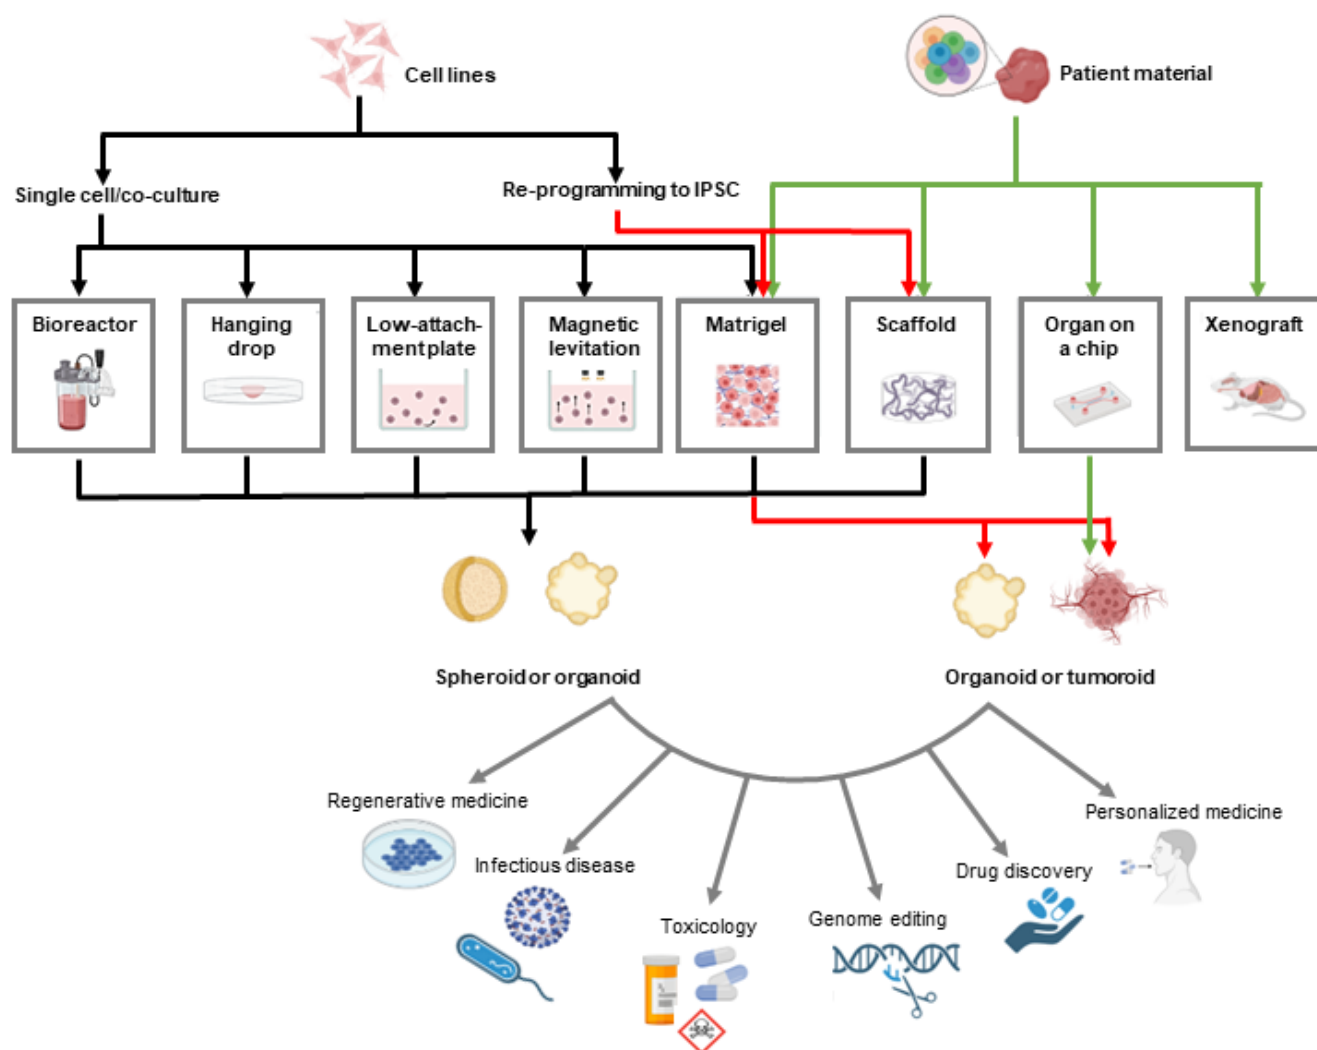 Cell lines
Patient material
Single cell/co-culture
Re-programming to IPSC
Bioreactor
Hanging
drop
Low-attach-
ment plate
Magnetic
levitation
Matrigel
Scaffold
Organ on
a chip
Xenograft
Spheroid or organoid
Organoid or tumoroid
Regenerative medicine
Infectious disease
Toxicology
Genome editing
Drug discovery
Personalized medicine